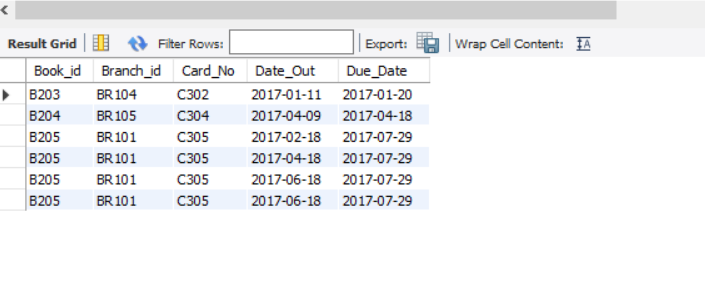 Result Grid Filter Rows: Export: Wrap Cell Content:
Book_id Branch_id Card_No Date_Out Due_Date
B203 BR104 C302 2017-01-11 2017-01-20
B204 BR105 C304 2017-04-09 2017-04-18
B205 BR101 C305 2017-02-18 2017-07-29
B205 BR101 C305 2017-04-18 2017-07-29
B205 BR101 C305 2017-06-18 2017-07-29
B205 BR101 C305 2017-06-18 2017-07-29